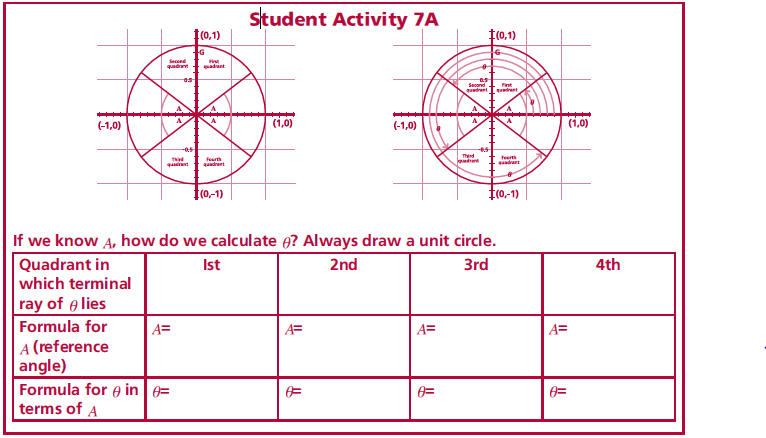 Student Activity 7A
(0,1)
G
Second quadrant
First quadrant
0.5
A
A
(-1,0)
A
A
(1,0)
-0.5
Third quadrant
Fourth quadrant
(0,-1)
(0,1)
G
θ
0.5
Second quadrant
First quadrant
θ
A
A
(-1,0)
θ
A
A
(1,0)
-0.5
Third quadrant
Fourth quadrant
θ
(0,-1)
If we know A, how do we calculate θ? Always draw a unit circle.
Quadrant in
which terminal
ray of θ lies
Ist
2nd
3rd
4th
Formula for
A (reference
angle)
A=
A=
A=
A=
Formula for θ in
terms of A
θ=
θ=
θ=
θ=